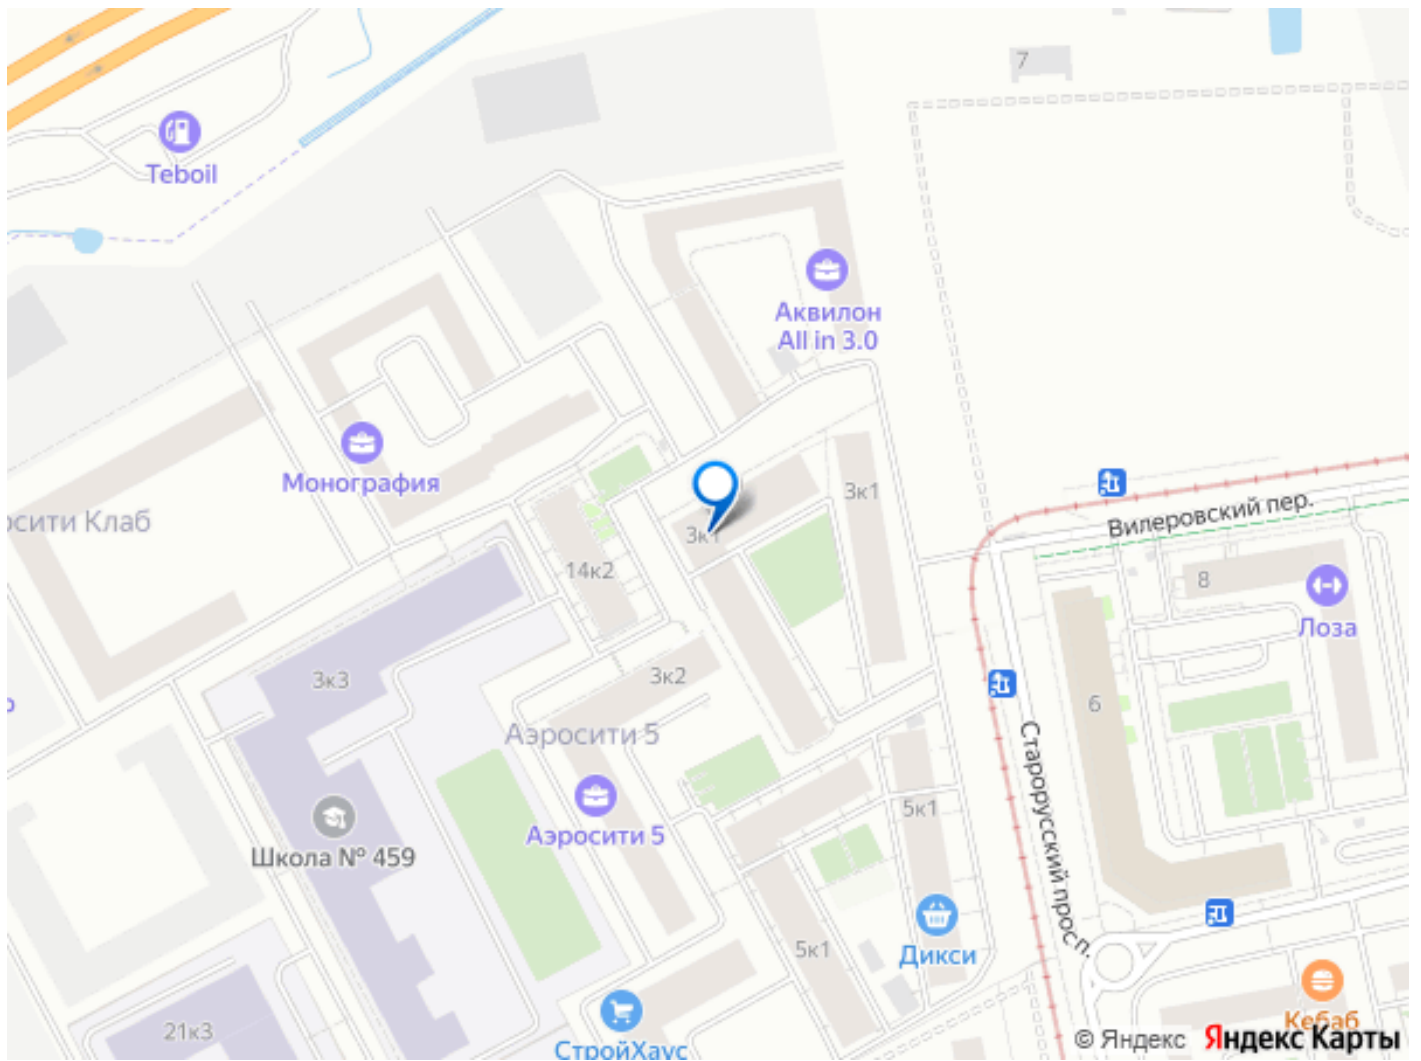 7
Teboil
Аквилон
All in 3.0
Монография
осити Клаб
3к1
3к1
Вилеровский пер.
14к2
8
Лоза
3к3
3к2
6
Аэросити 5
Старорусский просп.
Аэросити 5
5к1
Школа № 459
5к1
Дикси
21к3
СтройХаус
Кебаб
© Яндекс Яндекс Карты